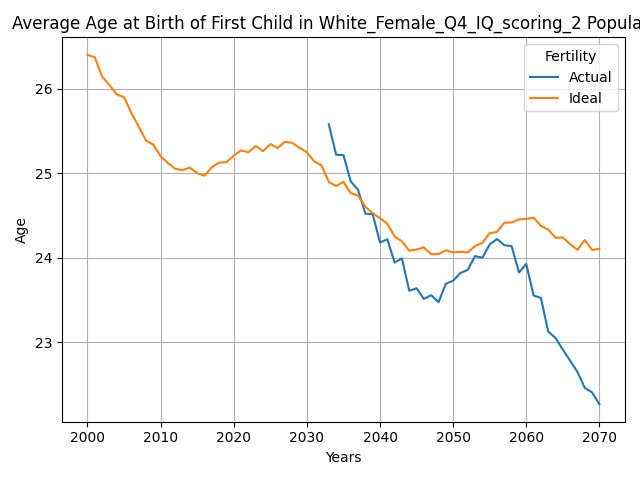 Average Age at Birth of First Child in White_Female_Q4_IQ_scoring_2 Popula
Fertility
Actual
Ideal
26
25
24
23
Age
2000 2010 2020 2030 2040 2050 2060 2070
Years